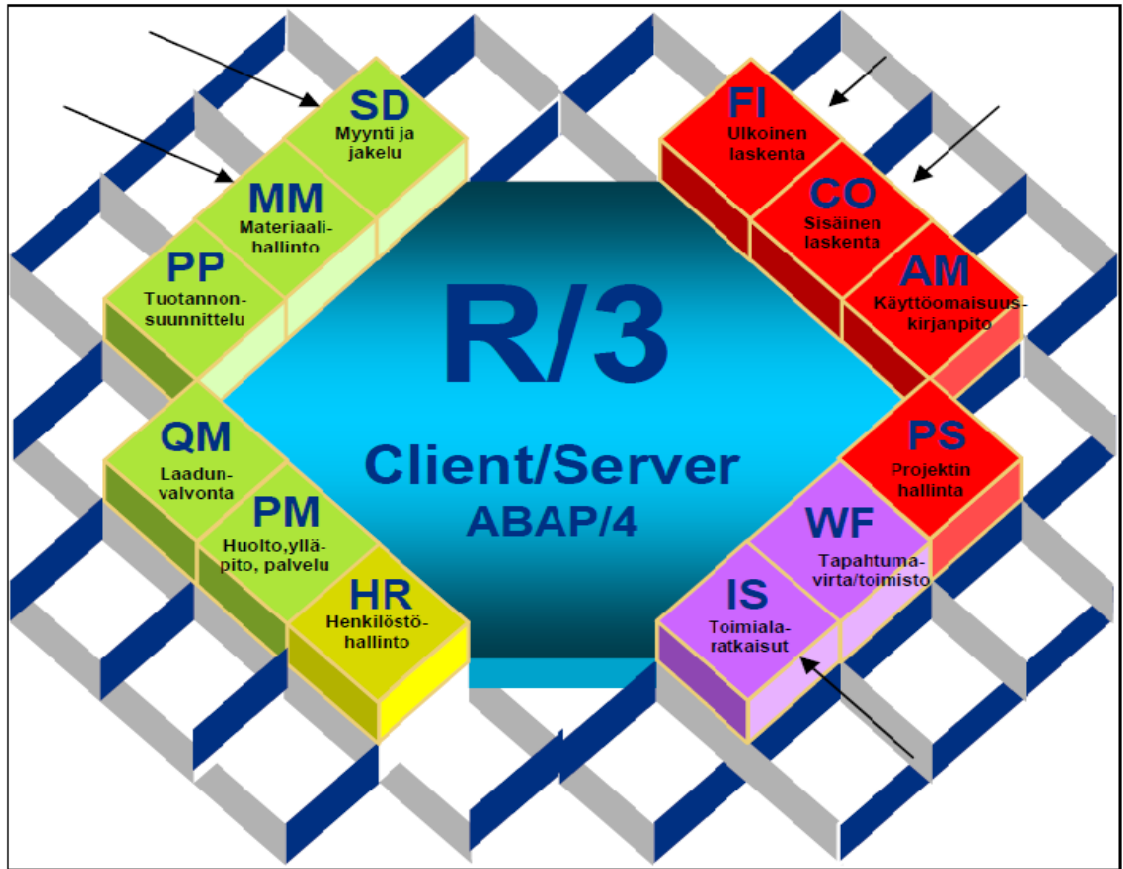 SD
Myynti ja
jakelu
MM
Materiaali-
hallinto
PP
Tuotannon-
suunnittelu
FI
Ulkoinen
laskenta
CO
Sisäinen
laskenta
AM
Käyttöomaisuus-
kirjanpito
R/3
Client/Server
ABAP/4
QM
Laadun-
valvonta
PM
Huolto,yllä-
pito, palvelu
HR
Henkilöstö-
hallinto
PS
Projektin
hallinta
WF
Tapahtuma-
virta/toimisto
IS
Toimiala-
ratkaisut